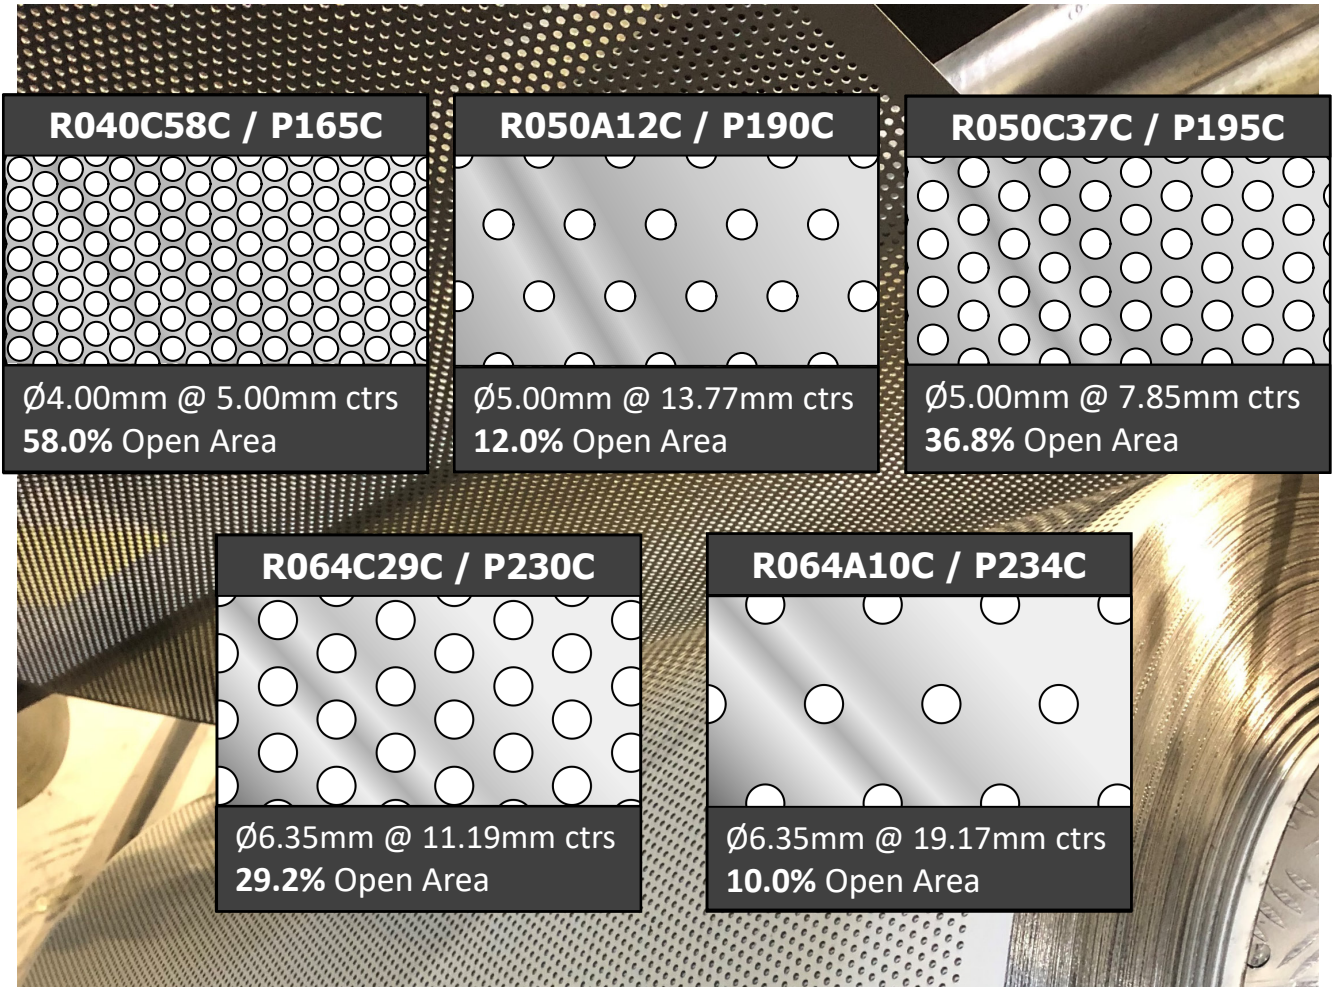 R040C58C / P165C
Ø4.00mm @ 5.00mm ctrs
58.0% Open Area
R050A12C / P190C
Ø5.00mm @ 13.77mm ctrs
12.0% Open Area
R050C37C / P195C
Ø5.00mm @ 7.85mm ctrs
36.8% Open Area
R064C29C / P230C
Ø6.35mm @ 11.19mm ctrs
29.2% Open Area
R064A10C / P234C
Ø6.35mm @ 19.17mm ctrs
10.0% Open Area